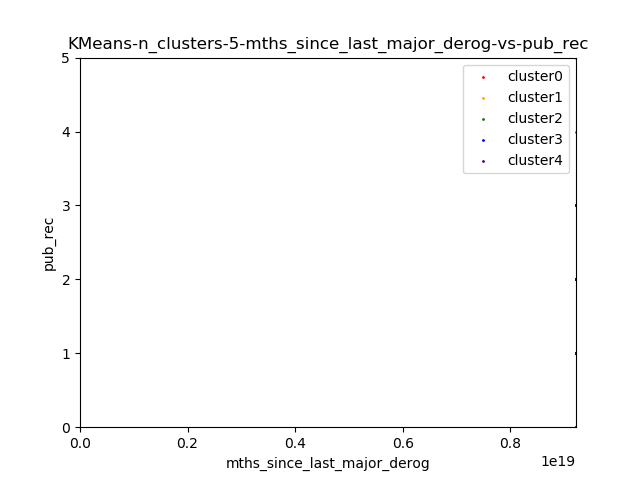 KMeans-n_clusters-5-mths_since_last_major_derog-vs-pub_rec
5
4
3
2
1
0
pub_rec
cluster0
cluster1
cluster2
cluster3
cluster4
0.0 0.2 0.4 0.6 0.8
1e19
mths_since_last_major_derog